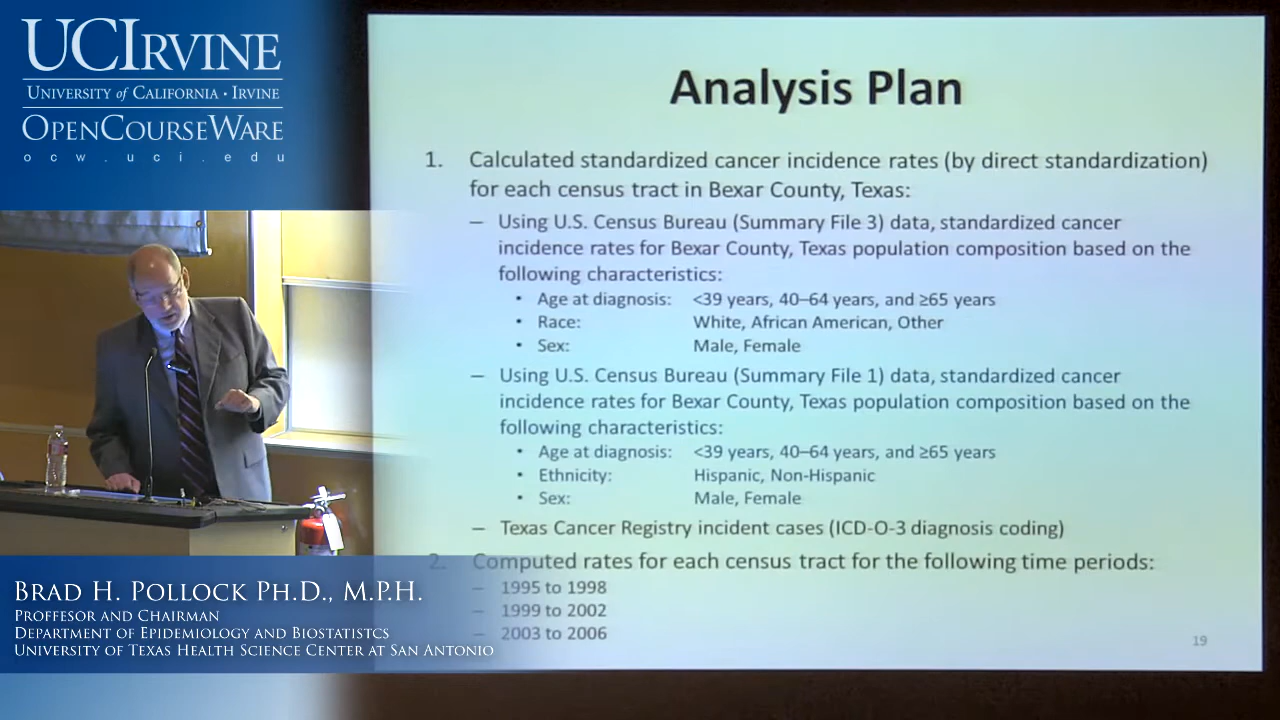 UCIRVINE
UNIVERSITY of CALIFORNIA · IRVINE
OPENCOURSEWARE
ocw.uci.edu
Analysis Plan
1. Calculated standardized cancer incidence rates (by direct standardization)
for each census tract in Bexar County, Texas:
– Using U.S. Census Bureau (Summary File 3) data, standardized cancer
incidence rates for Bexar County, Texas population composition based on the
following characteristics:
• Age at diagnosis: <39 years, 40–64 years, and ≥65 years
• Race: White, African American, Other
• Sex: Male, Female
– Using U.S. Census Bureau (Summary File 1) data, standardized cancer
incidence rates for Bexar County, Texas population composition based on the
following characteristics:
• Age at diagnosis: <39 years, 40–64 years, and ≥65 years
• Ethnicity: Hispanic, Non-Hispanic
• Sex: Male, Female
– Texas Cancer Registry incident cases (ICD-O-3 diagnosis coding)
2. Computed rates for each census tract for the following time periods:
– 1995 to 1998
– 1999 to 2002
– 2003 to 2006
19
BRAD H. POLLOCK PH.D., M.P.H.
PROFFESOR AND CHAIRMAN
DEPARTMENT OF EPIDEMIOLOGY AND BIOSTATISTCS
UNIVERSITY OF TEXAS HEALTH SCIENCE CENTER AT SAN ANTONIO